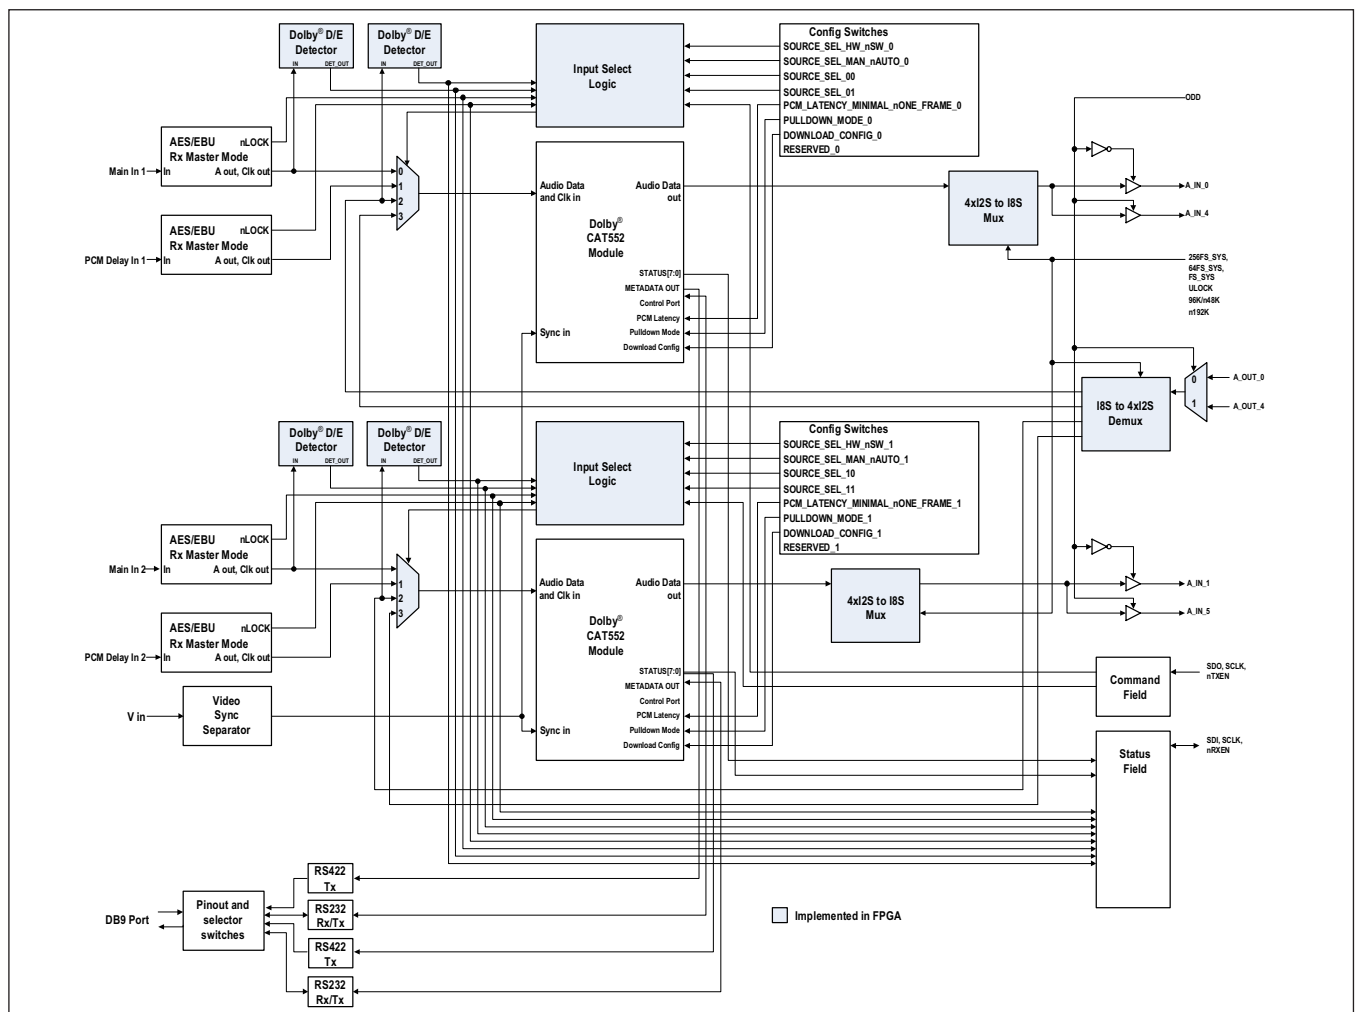 Dolby® D/E
Detector
IN
DET_OUT
Dolby® D/E
Detector
IN
DET_OUT
Input Select
Logic
Config Switches
SOURCE_SEL_HW_nSW_0
SOURCE_SEL_MAN_nAUTO_0
SOURCE_SEL_00
SOURCE_SEL_01
PCM_LATENCY_MINIMAL_nONE_FRAME_0
PULLDOWN_MODE_0
DOWNLOAD_CONFIG_0
RESERVED_0
ODD
AES/EBU
nLOCK
Rx Master Mode
Main In 1
In
A out, Clk out
0
1
2
3
AES/EBU
nLOCK
Rx Master Mode
PCM Delay In 1
In
A out, Clk out
Audio Data
and Clk in
Audio Data
out
Dolby®
CAT552
Module
STATUS[7:0]
METADATA OUT
Control Port
PCM Latency
Sync in
Pulldown Mode
Download Config
4xI2S to I8S
Mux
A_IN_0
A_IN_4
256FS_SYS,
64FS_SYS,
FS_SYS
ULOCK
96K/n48K
n192K
0
1
A_OUT_0
A_OUT_4
I8S to 4xI2S
Demux
Dolby® D/E
Detector
IN
DET_OUT
Dolby® D/E
Detector
IN
DET_OUT
Input Select
Logic
Config Switches
SOURCE_SEL_HW_nSW_1
SOURCE_SEL_MAN_nAUTO_1
SOURCE_SEL_10
SOURCE_SEL_11
PCM_LATENCY_MINIMAL_nONE_FRAME_1
PULLDOWN_MODE_1
DOWNLOAD_CONFIG_1
RESERVED_1
AES/EBU
nLOCK
Rx Master Mode
Main In 2
In
A out, Clk out
0
1
2
3
AES/EBU
nLOCK
Rx Master Mode
PCM Delay In 2
In
A out, Clk out
Audio Data
and Clk in
Audio Data
out
Dolby®
CAT552
Module
STATUS[7:0]
METADATA OUT
Control Port
PCM Latency
Sync in
Pulldown Mode
Download Config
4xI2S to I8S
Mux
A_IN_1
A_IN_5
V in
Video
Sync
Separator
Command
Field
SDO, SCLK,
nTXEN
Status
Field
SDI, SCLK,
nRXEN
DB9 Port
Pinout and
selector
switches
RS422
Tx
RS232
Rx/Tx
RS422
Tx
RS232
Rx/Tx
Implemented in FPGA